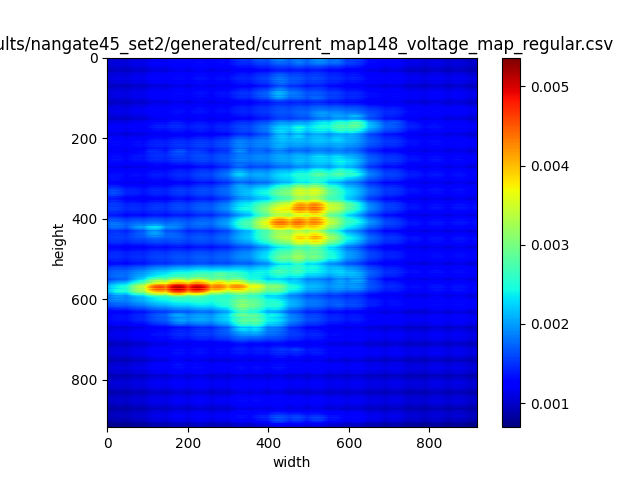 ults/nangate45_set2/generated/current_map148_voltage_map_regular.csv
0
200
400
600
800
height
0 200 400 600 800
width
0.005
0.004
0.003
0.002
0.001